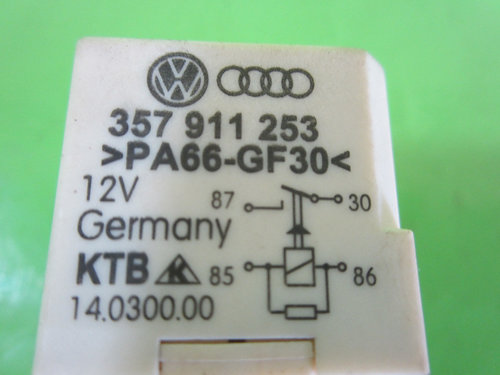 357 911 253
>PA66-GF30<
12V
87 30
Germany
KTB 85 86
14.0300.00